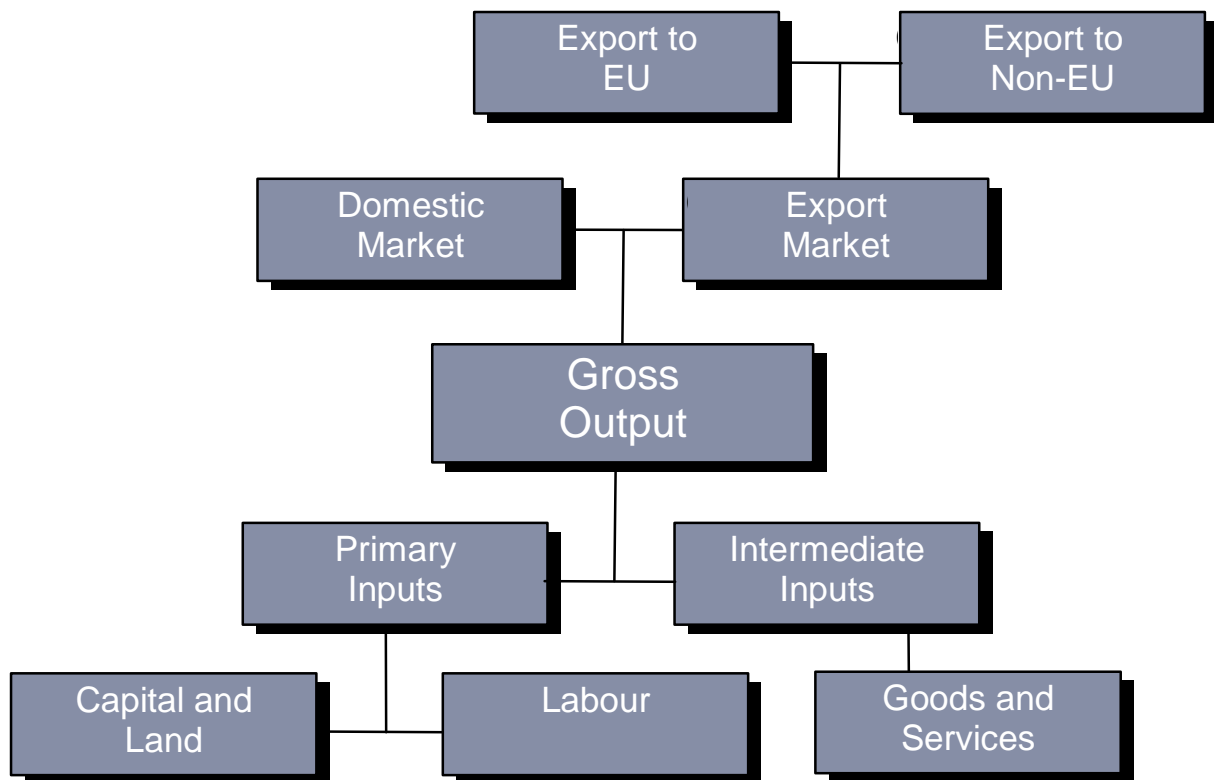 Export to
EU
Export to
Non-EU
Domestic
Market
Export
Market
Gross
Output
Primary
Inputs
Intermediate
Inputs
Capital and
Land
Labour
Goods and
Services